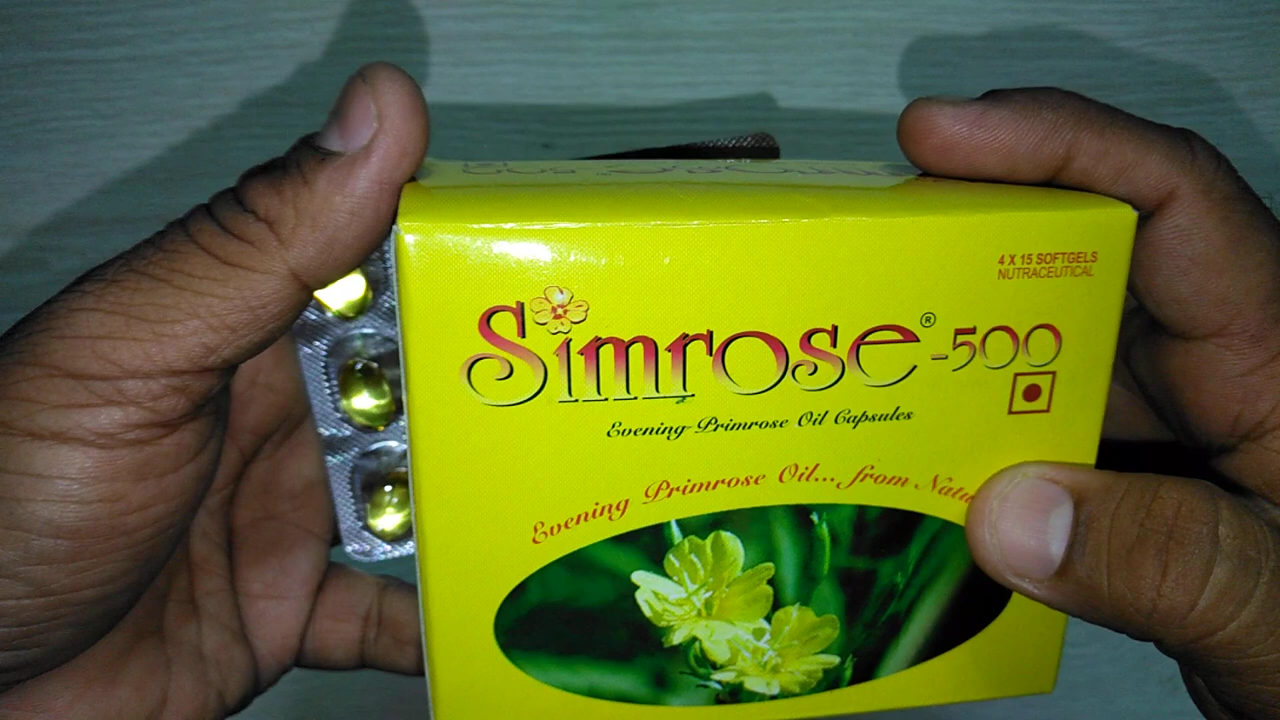 4 X 15 SOFTGELS
NUTRACEUTICAL
Simrose®-500
Evening Primrose Oil Capsules
Evening Primrose Oil... from